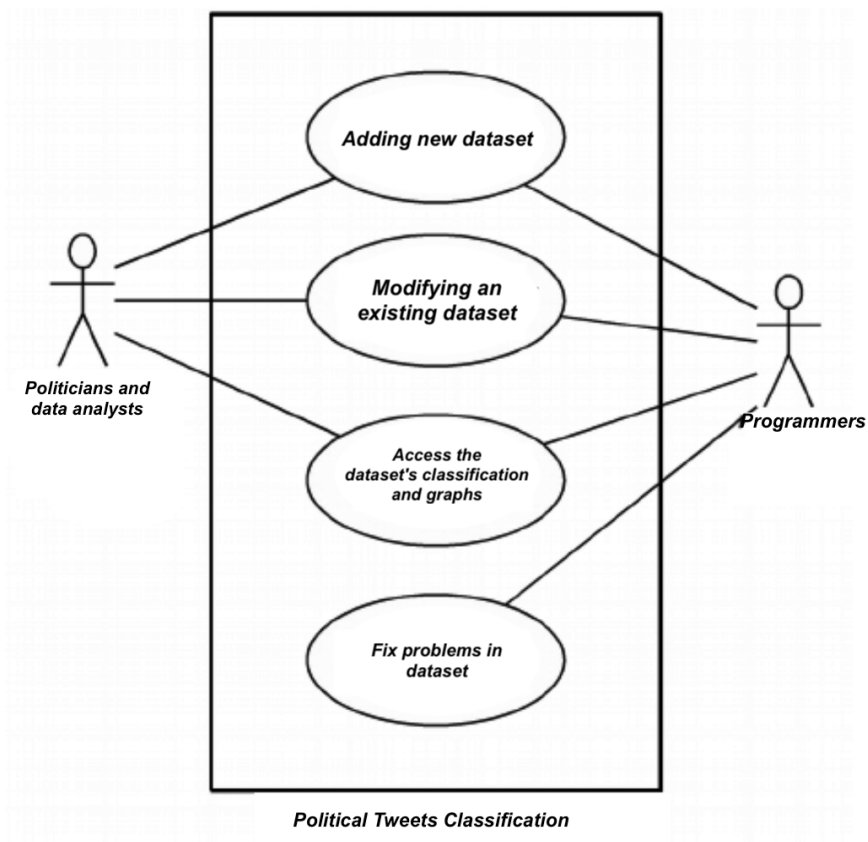 Adding new dataset
Modifying an
existing dataset
Politicians and
data analysts
Programmers
Access the
dataset's classification
and graphs
Fix problems in
dataset
Political Tweets Classification